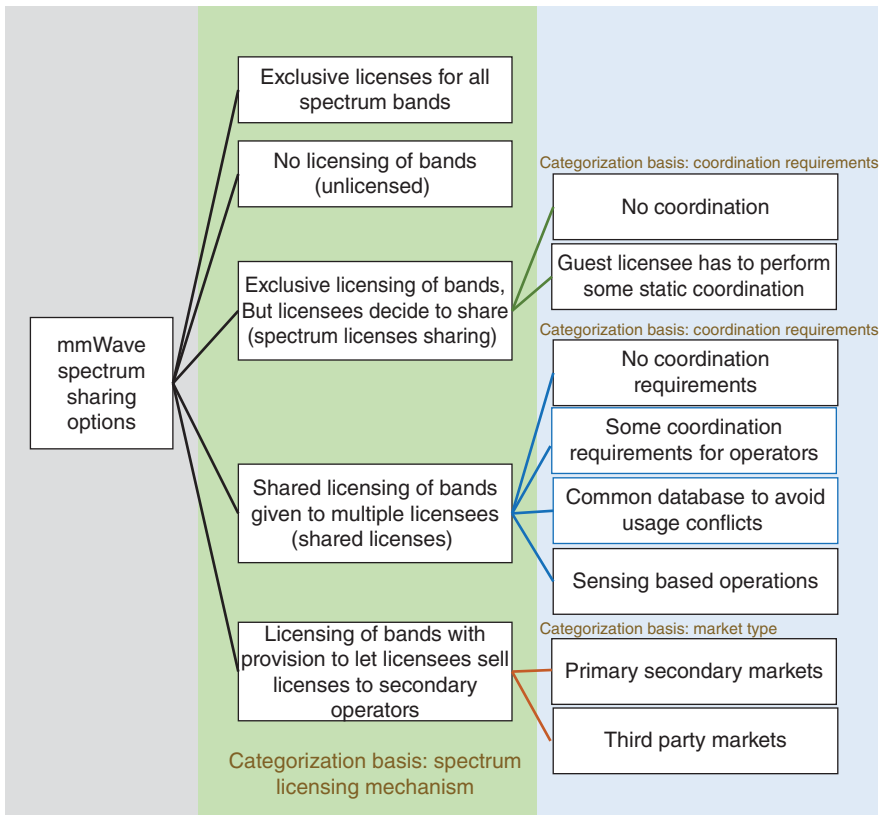 mmWave
spectrum
sharing
options
Exclusive licenses for all
spectrum bands
No licensing of bands
(unlicensed)
Exclusive licensing of bands,
But licensees decide to share
(spectrum licenses sharing)
Shared licensing of bands
given to multiple licensees
(shared licenses)
Licensing of bands with
provision to let licensees sell
licenses to secondary
operators
Categorization basis: spectrum
licensing mechanism
Categorization basis: coordination requirements
No coordination
Guest licensee has to perform
some static coordination
Categorization basis: coordination requirements
No coordination
requirements
Some coordination
requirements for operators
Common database to avoid
usage conflicts
Sensing based operations
Categorization basis: market type
Primary secondary markets
Third party markets